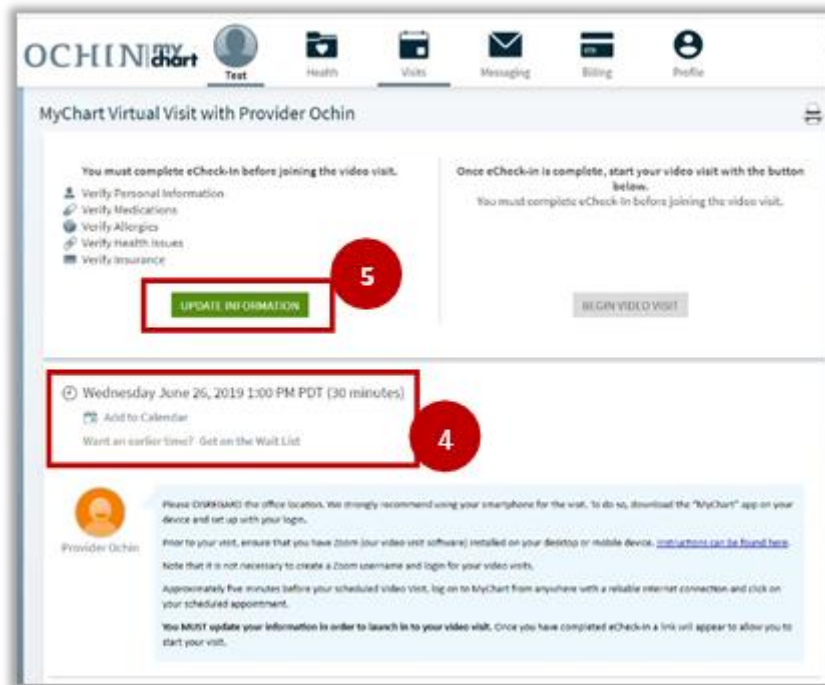 OCHIN my chart
Test
Health
Visits
Messaging
Billing
Profile
MyChart Virtual Visit with Provider Ochin
You must complete eCheck-In before joining the video visit.
Verify Personal Information
Verify Medications
Verify Allergies
Verify Health Issues
Verify Insurance
5
UPDATE INFORMATION
Once eCheck-in is complete, start your video visit with the button
below.
You must complete eCheck-In before joining the video visit.
BEGIN VIDEO VISIT
Wednesday June 26, 2019 1:00 PM PDT (30 minutes)
Add to Calendar
Want an earlier time? Get on the Wait List
4
Provider Ochin
Please DISREGARD the office location. We strongly recommend using your smartphone for the visit. To do so, download the "MyChart" app on your
device and set up with your login.
Prior to your visit, ensure that you have Zoom (our video visit software) installed on your desktop or mobile device. Instructions can be found here.
Note that it is not necessary to create a Zoom username and login for your video visits.
Approximately five minutes before your scheduled Video Visit, log on to MyChart from anywhere with a reliable internet connection and click on
your scheduled appointment.
You MUST update your information in order to launch in to your video visit. Once you have completed eCheck-in a link will appear to allow you to
start your visit.